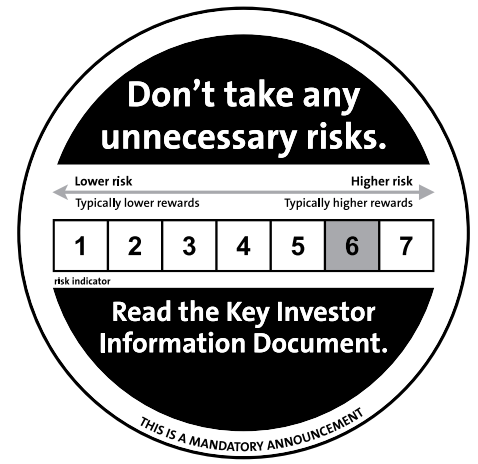 Don't take any
unnecessary risks.
Lower risk Higher risk
Typically lower rewards Typically higher rewards
1 2 3 4 5 6 7
risk indicator
Read the Key Investor
Information Document.
THIS IS A MANDATORY ANNOUNCEMENT